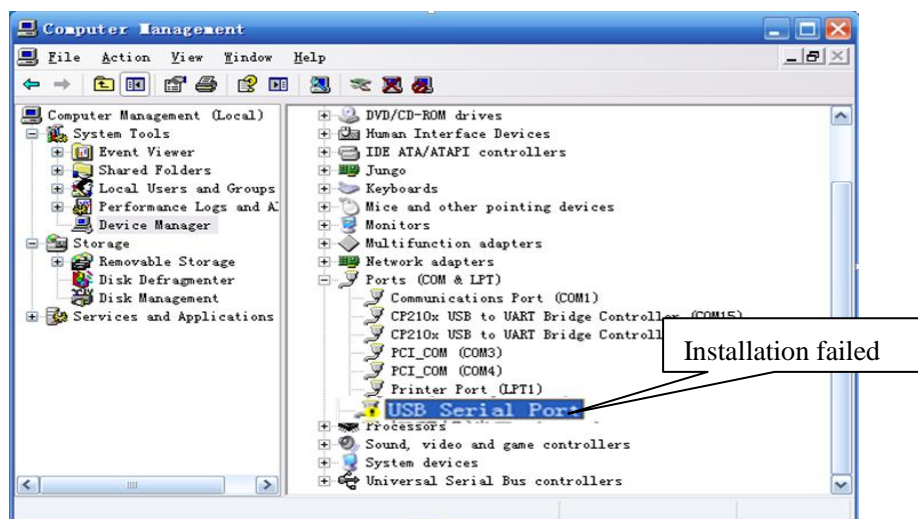 Computer Management
File Action View Window Help
Computer Management (Local)
System Tools
Event Viewer
Shared Folders
Local Users and Groups
Performance Logs and A
Device Manager
Storage
Removable Storage
Disk Defragmenter
Disk Management
Services and Applications
DVD/CD-ROM drives
Human Interface Devices
IDE ATA/ATAPI controllers
Jungo
Keyboards
Mice and other pointing devices
Monitors
Multifunction adapters
Network adapters
Ports (COM & LPT)
Communications Port (COM1)
CP210x USB to UART Bridge Controller (COM15)
CP210x USB to UART Bridge Controll
PCI_COM (COM3)
PCI_COM (COM4)
Printer Port (LPT1)
USB Serial Port
Processors
Sound, video and game controllers
System devices
Universal Serial Bus controllers
Installation failed